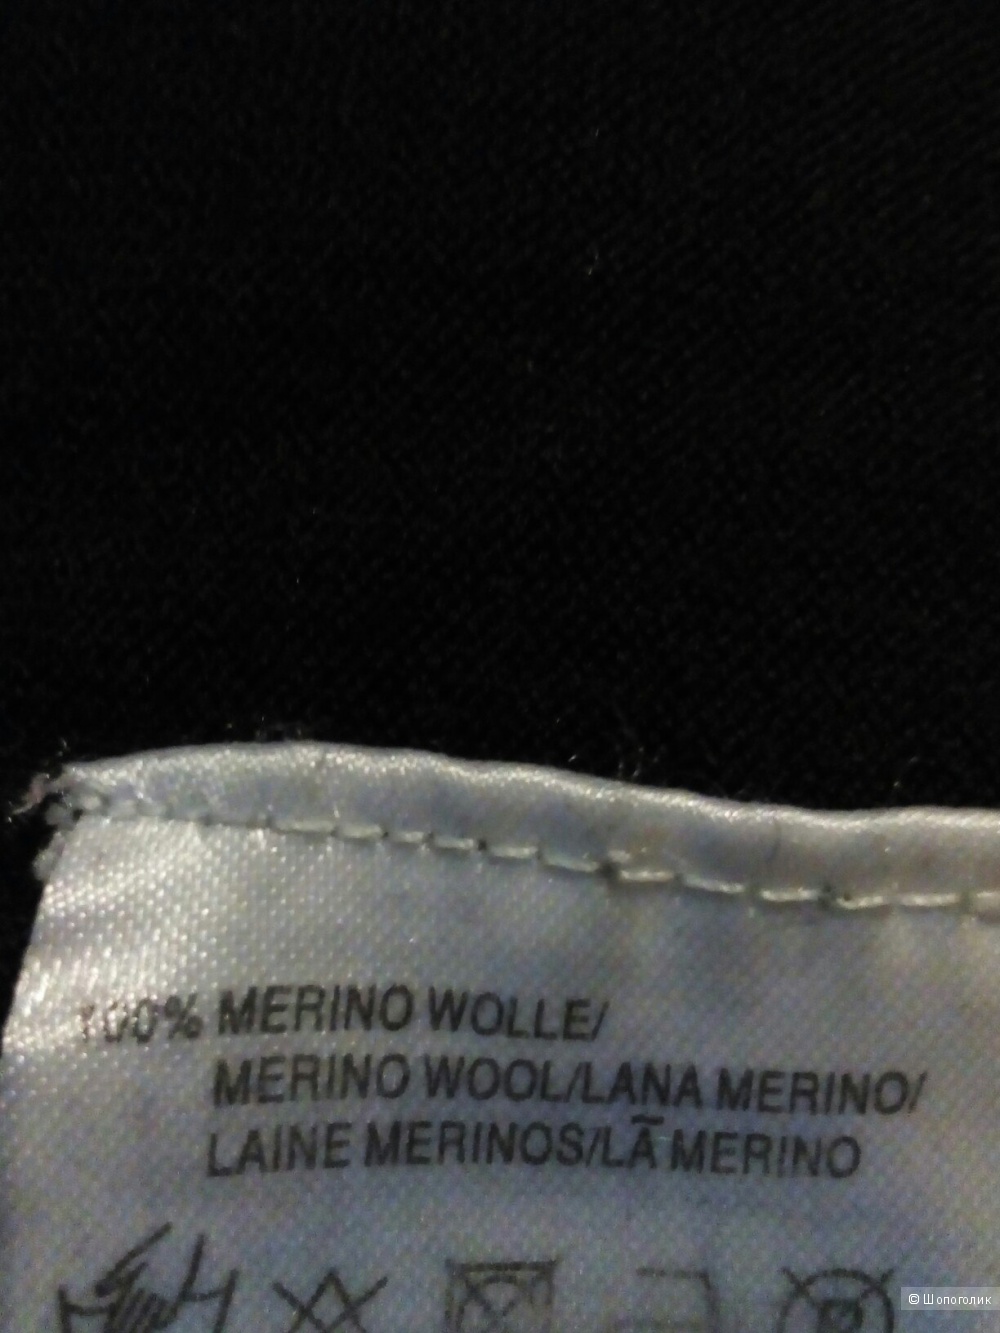 100% MERINO WOLLE/
MERINO WOOL/LANA MERINO/
LAINE MERINOS/LÃ MERINO
© Шопоголик